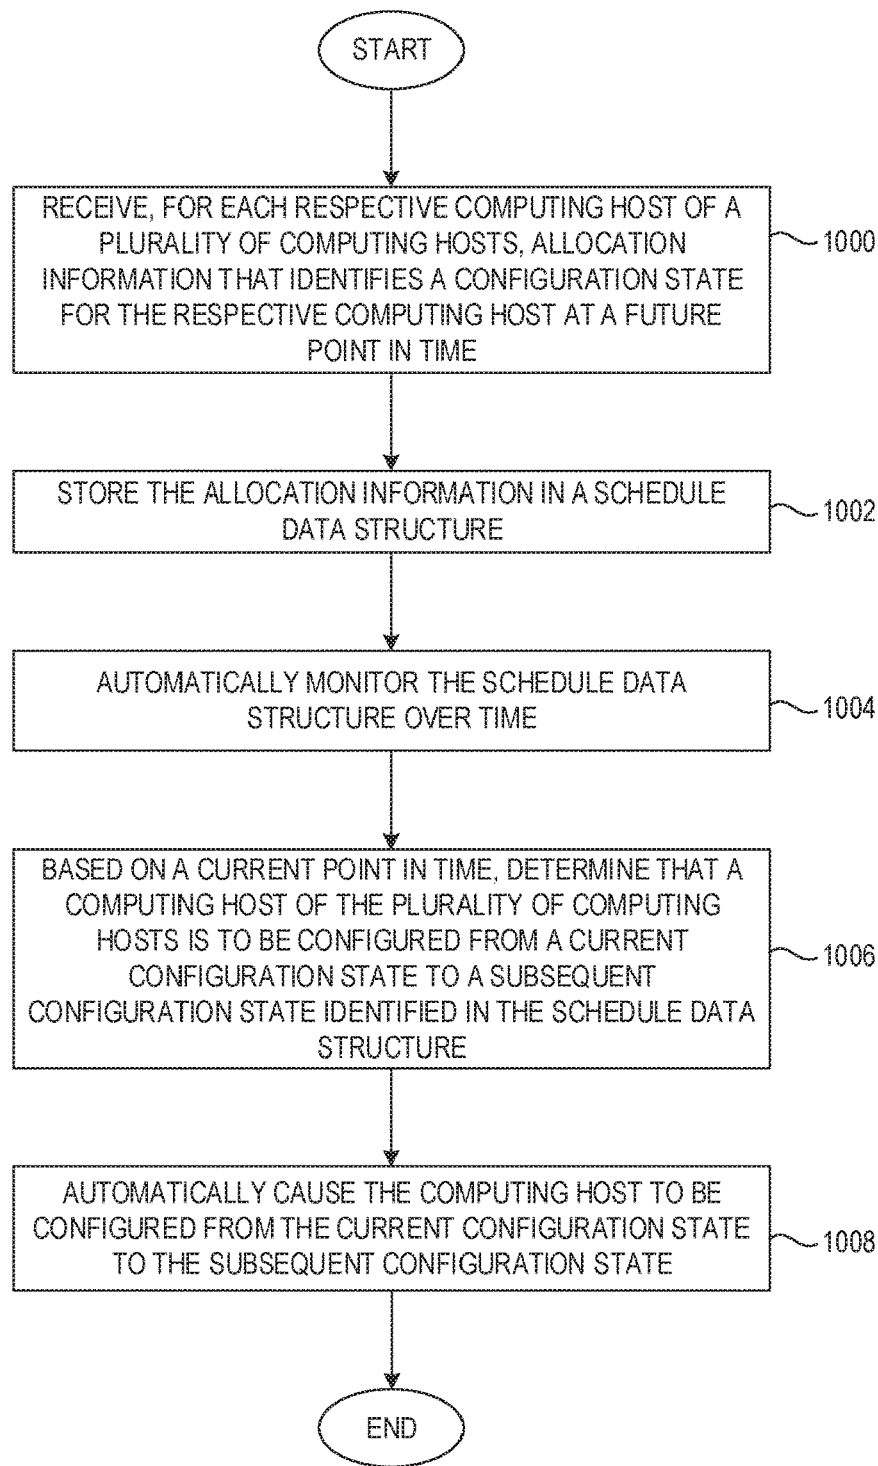 START
RECEIVE, FOR EACH RESPECTIVE COMPUTING HOST OF A
PLURALITY OF COMPUTING HOSTS, ALLOCATION
INFORMATION THAT IDENTIFIES A CONFIGURATION STATE
FOR THE RESPECTIVE COMPUTING HOST AT A FUTURE
POINT IN TIME
1000
STORE THE ALLOCATION INFORMATION IN A SCHEDULE
DATA STRUCTURE
1002
AUTOMATICALLY MONITOR THE SCHEDULE DATA
STRUCTURE OVER TIME
1004
BASED ON A CURRENT POINT IN TIME, DETERMINE THAT A
COMPUTING HOST OF THE PLURALITY OF COMPUTING
HOSTS IS TO BE CONFIGURED FROM A CURRENT
CONFIGURATION STATE TO A SUBSEQUENT
CONFIGURATION STATE IDENTIFIED IN THE SCHEDULE DATA
STRUCTURE
1006
AUTOMATICALLY CAUSE THE COMPUTING HOST TO BE
CONFIGURED FROM THE CURRENT CONFIGURATION STATE
TO THE SUBSEQUENT CONFIGURATION STATE
1008
END